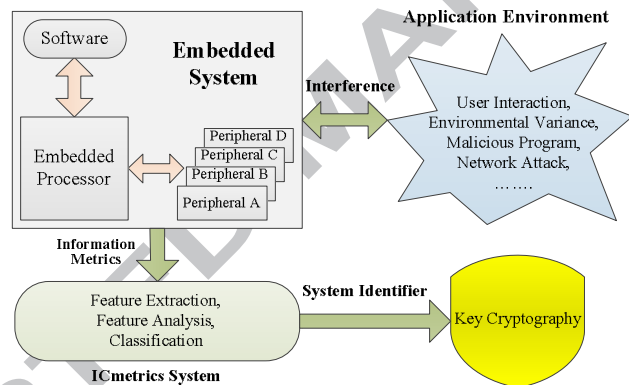 Application Environment
Software
Embedded
System
Interference
User Interaction,
Environmental Variance,
Malicious Program,
Network Attack,
…….
Embedded
Processor
Peripheral D
Peripheral C
Peripheral B
Peripheral A
Information
Metrics
Feature Extraction,
Feature Analysis,
Classification
System Identifier
Key Cryptography
ICmetrics System